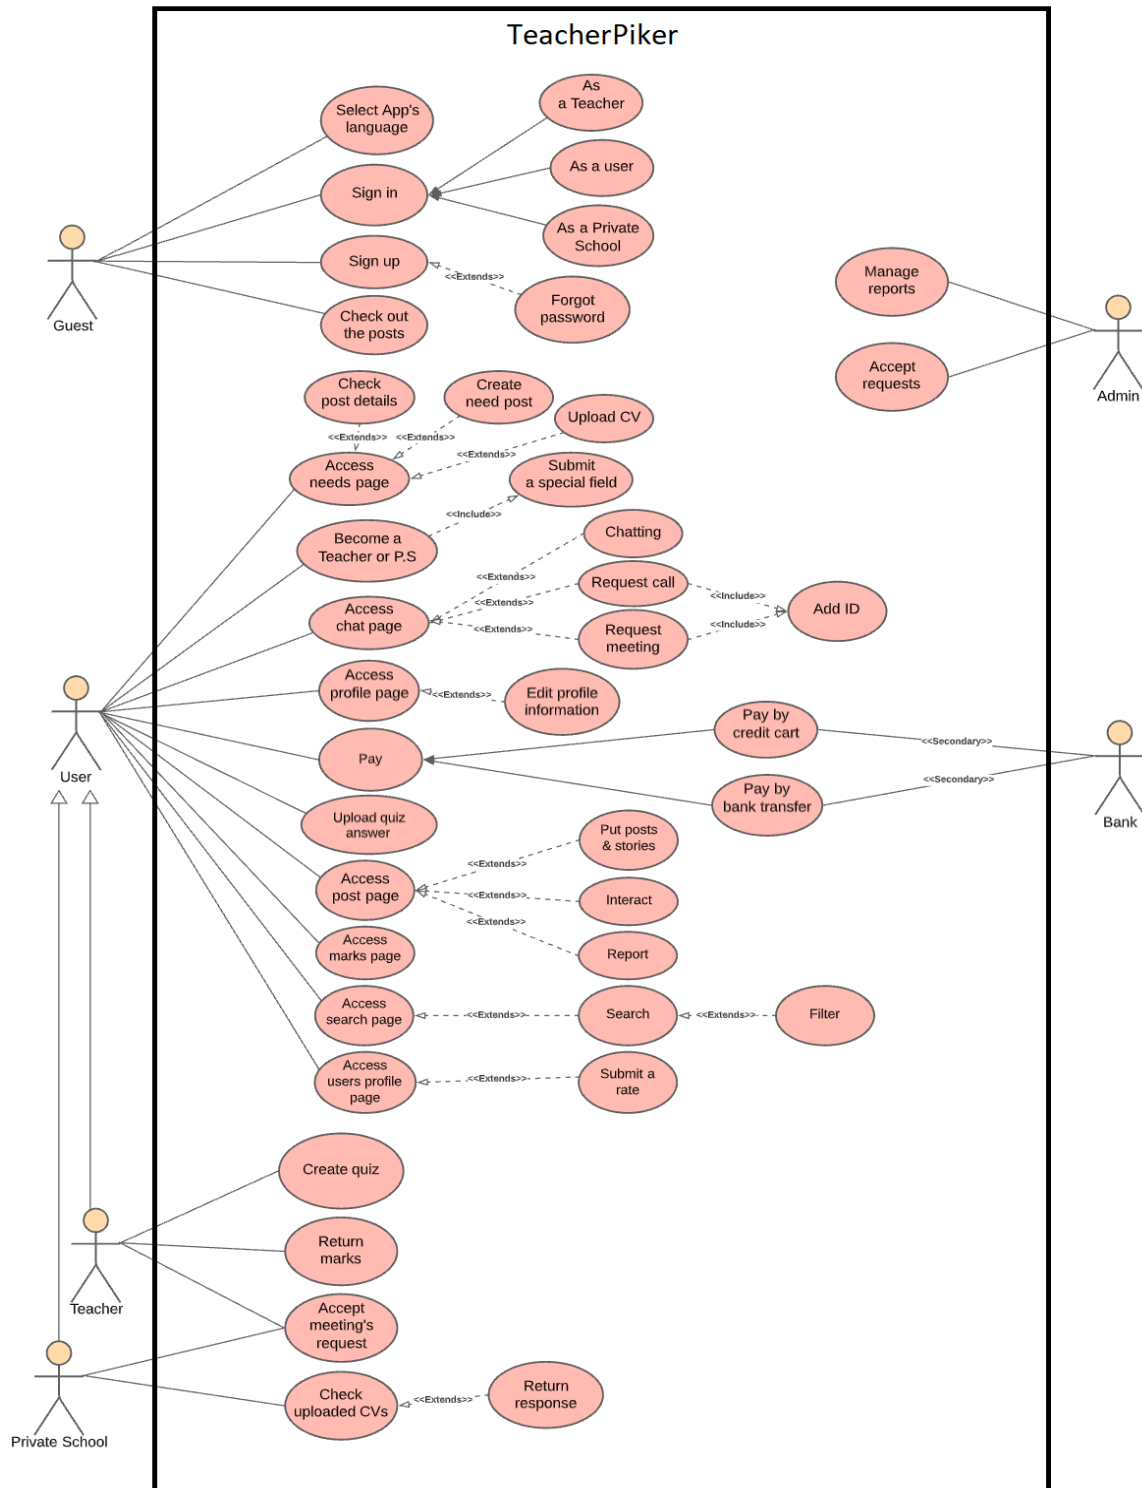 TeacherPiker
As
a Teacher
Select App's
language
As a user
Sign in
As a Private
School
Sign up
<<Extends>>
Forgot
password
Check out
the posts
Guest
Manage
reports
Accept
requests
Admin
Check
post details
Create
need post
Upload CV
<<Extends>>
<<Extends>>
<<Extends>>
Access
needs page
Submit
a special field
<<Include>>
Become a
Teacher or P.S
Chatting
<<Extends>>
Request call
<<Extends>>
<<Include>>
Add ID
Access
chat page
<<Extends>>
Request
meeting
<<Include>>
Access
profile page
<<Extends>>
Edit profile
information
User
Pay
Pay by
credit cart
<<Secondary>>
Pay by
bank transfer
<<Secondary>>
Bank
Upload quiz
answer
Put posts
& stories
<<Extends>>
Access
post page
<<Extends>>
Interact
<<Extends>>
Report
Access
marks page
Access
search page
<<Extends>>
Search
<<Extends>>
Filter
Access
users profile
page
<<Extends>>
Submit a
rate
Create quiz
Return
marks
Teacher
Accept
meeting's
request
Check
uploaded CVs
<<Extends>>
Return
response
Private School